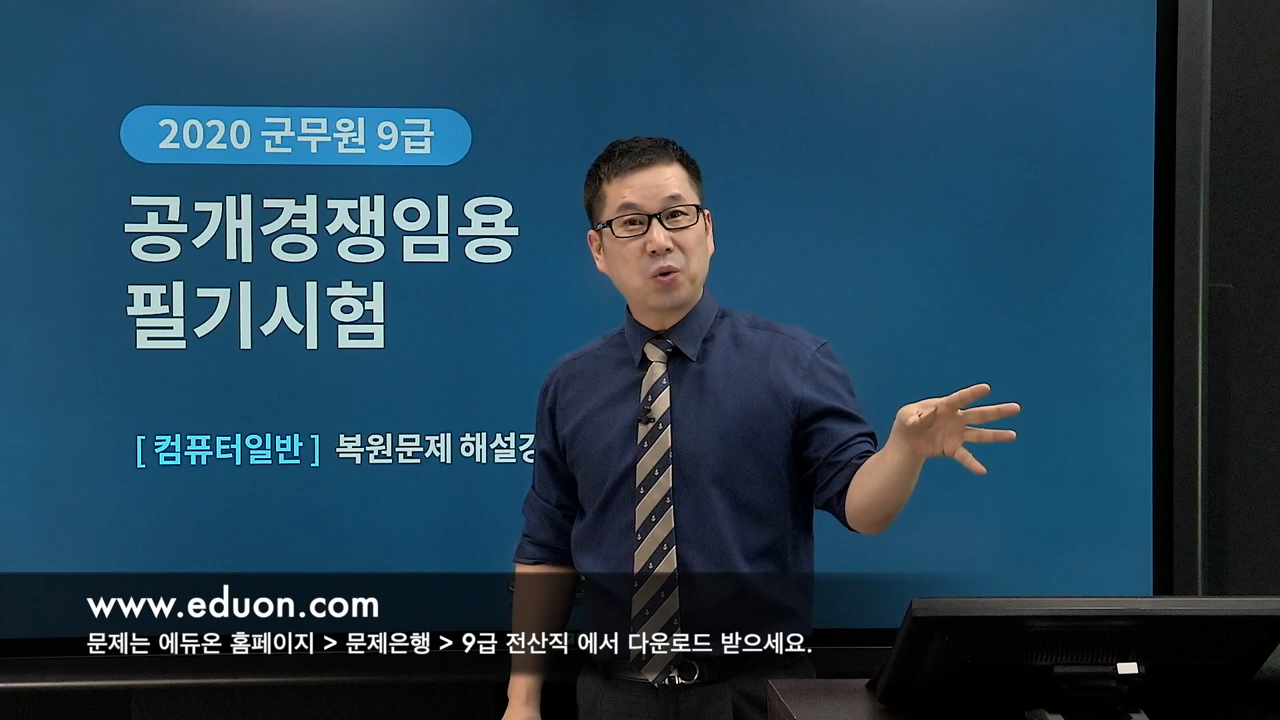 2020 군무원 9급
공개경쟁임용
필기시험
[ 컴퓨터일반 ] 복원문제
www.eduon.com
문제는 에듀온 홈페이지 > 문제은행 > 9급 전산직 에서 다운로드 받으세요.